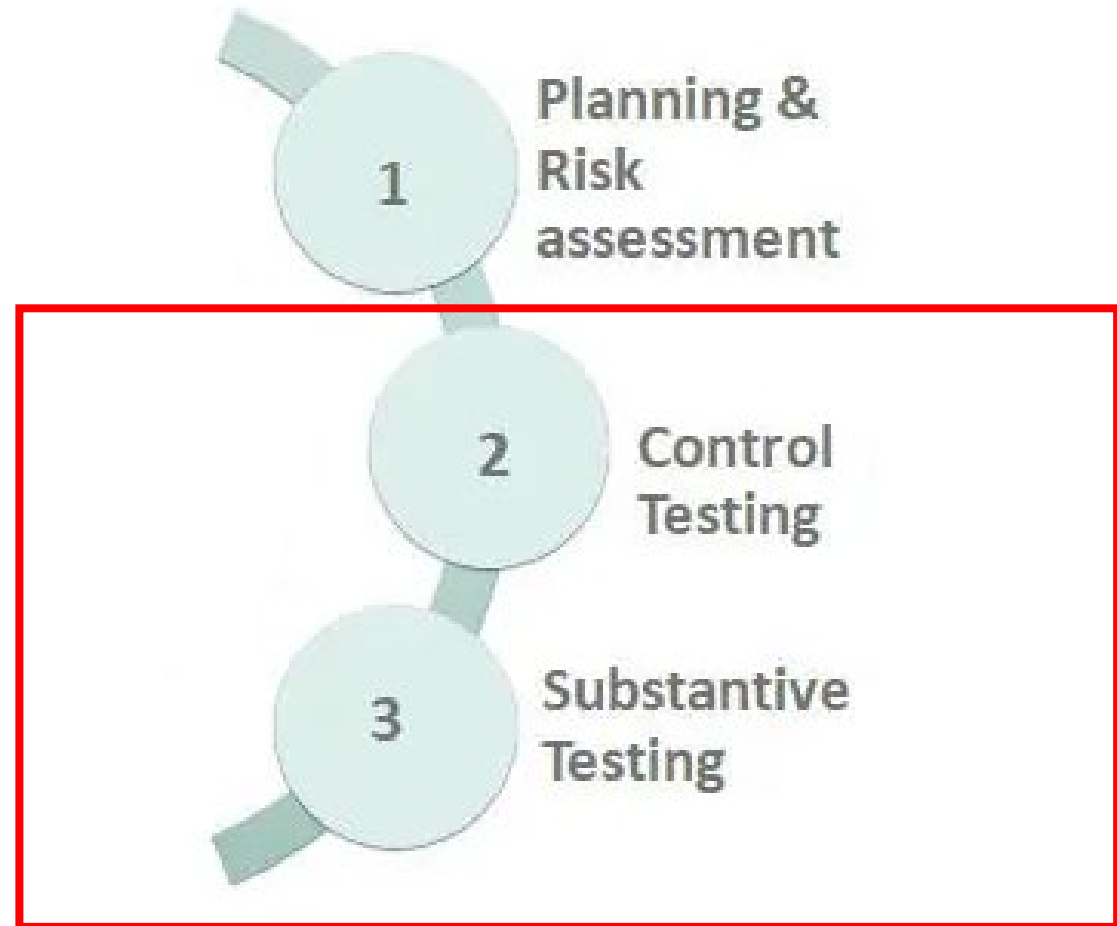 1
Planning &
Risk
assessment
2
Control
Testing
3
Substantive
Testing